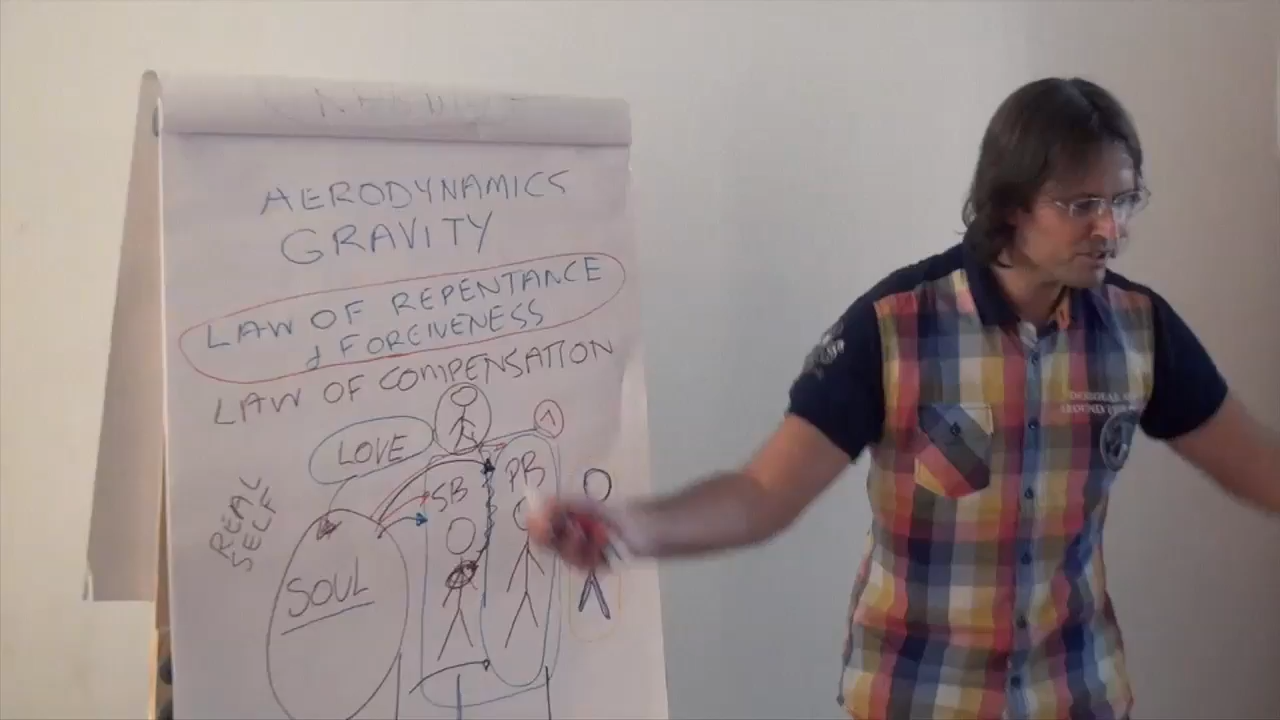 AERODYNAMICS
GRAVITY
LAW OF REPENTANCE
& FORGIVENESS
LAW OF COMPENSATION
LOVE
SB
PB
REAL
SELF
SOUL